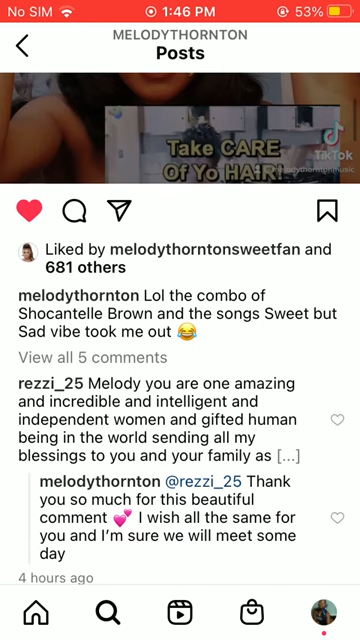 No SIM
1:46 PM
53%
MELODYTHORNTON
Posts
Take CARE
Of Yo HAIR!
TikTok
@melodythorntonmusic
Liked by melodythorntonsweetfan and
681 others
melodythornton Lol the combo of
Shocantelle Brown and the songs Sweet but
Sad vibe took me out 😂
View all 5 comments
rezzi_25 Melody you are one amazing
and incredible and intelligent and
independent women and gifted human
being in the world sending all my
blessings to you and your family as [...]
melodythornton @rezzi_25 Thank
you so much for this beautiful
comment 💕 I wish all the same for
you and I'm sure we will meet some
day
4 hours ago